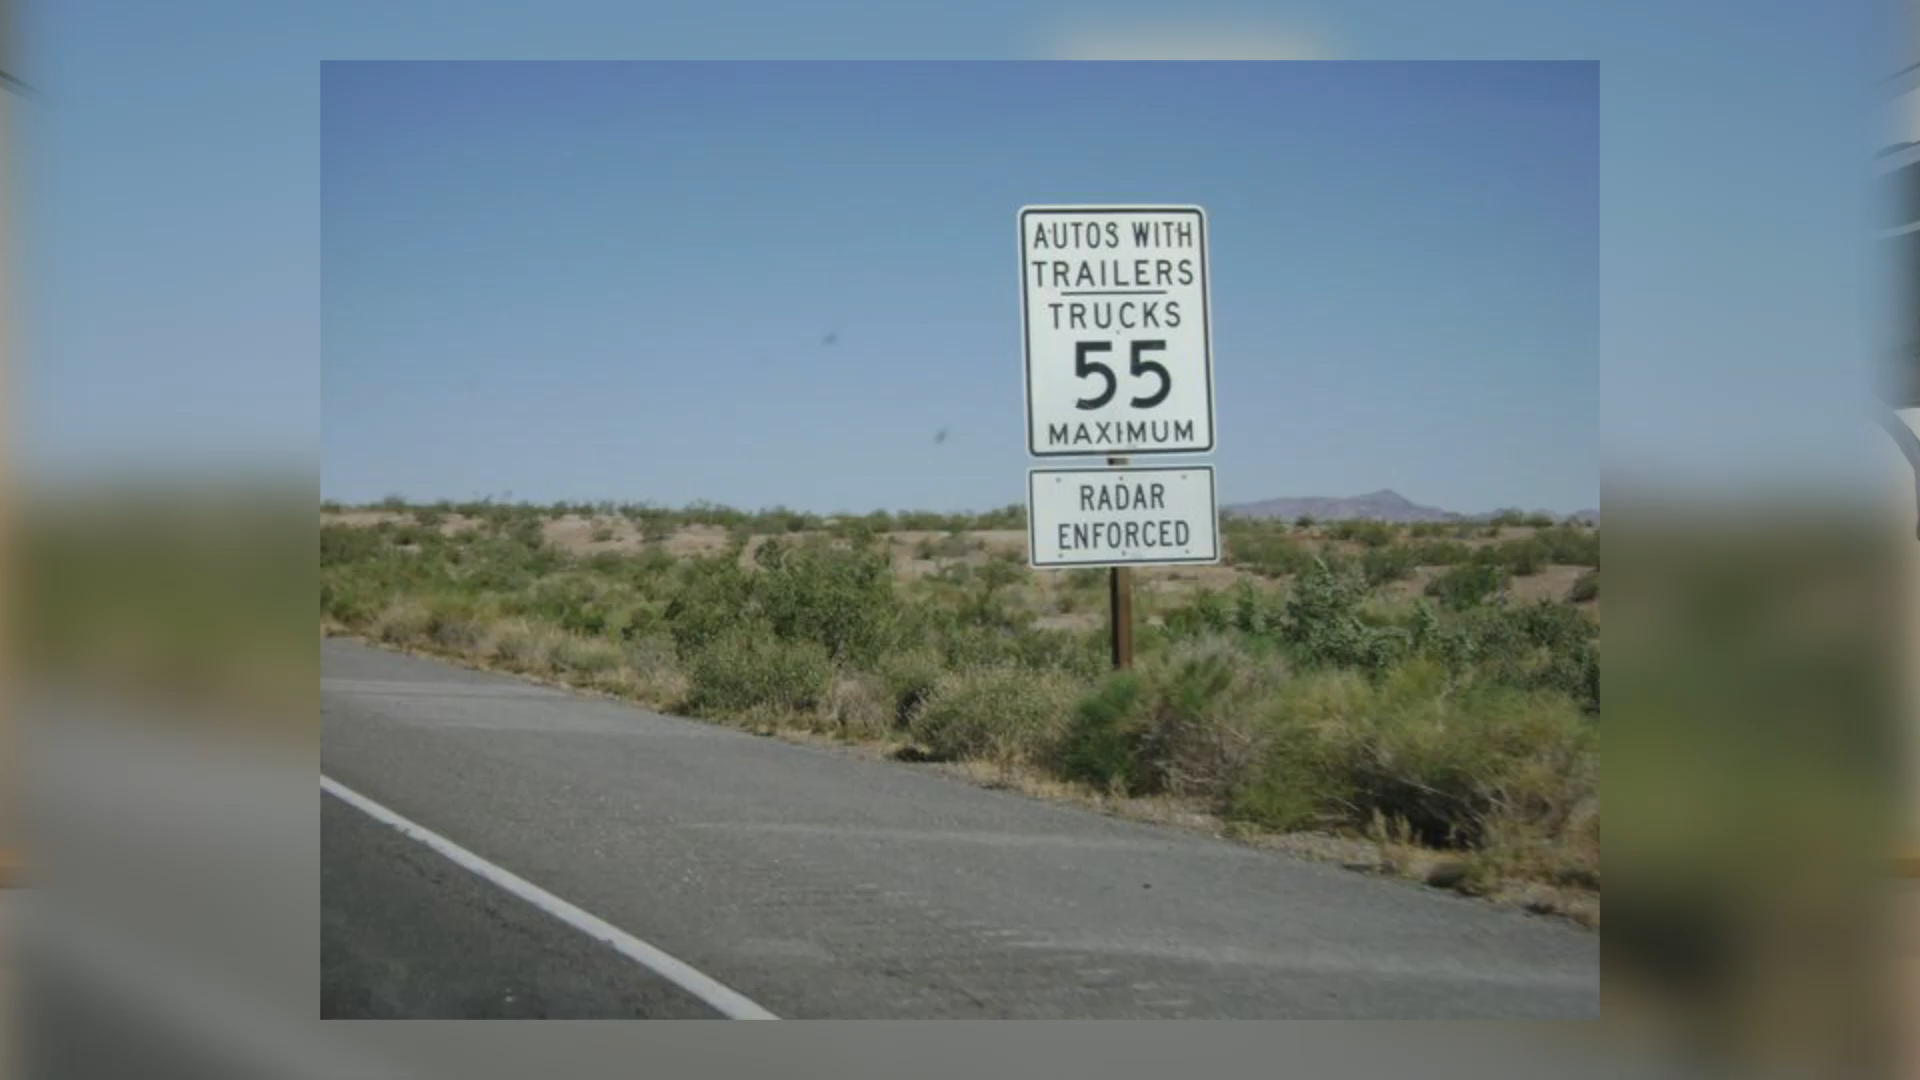 AUTOS WITH
TRAILERS
TRUCKS
55
MAXIMUM
RADAR
ENFORCED